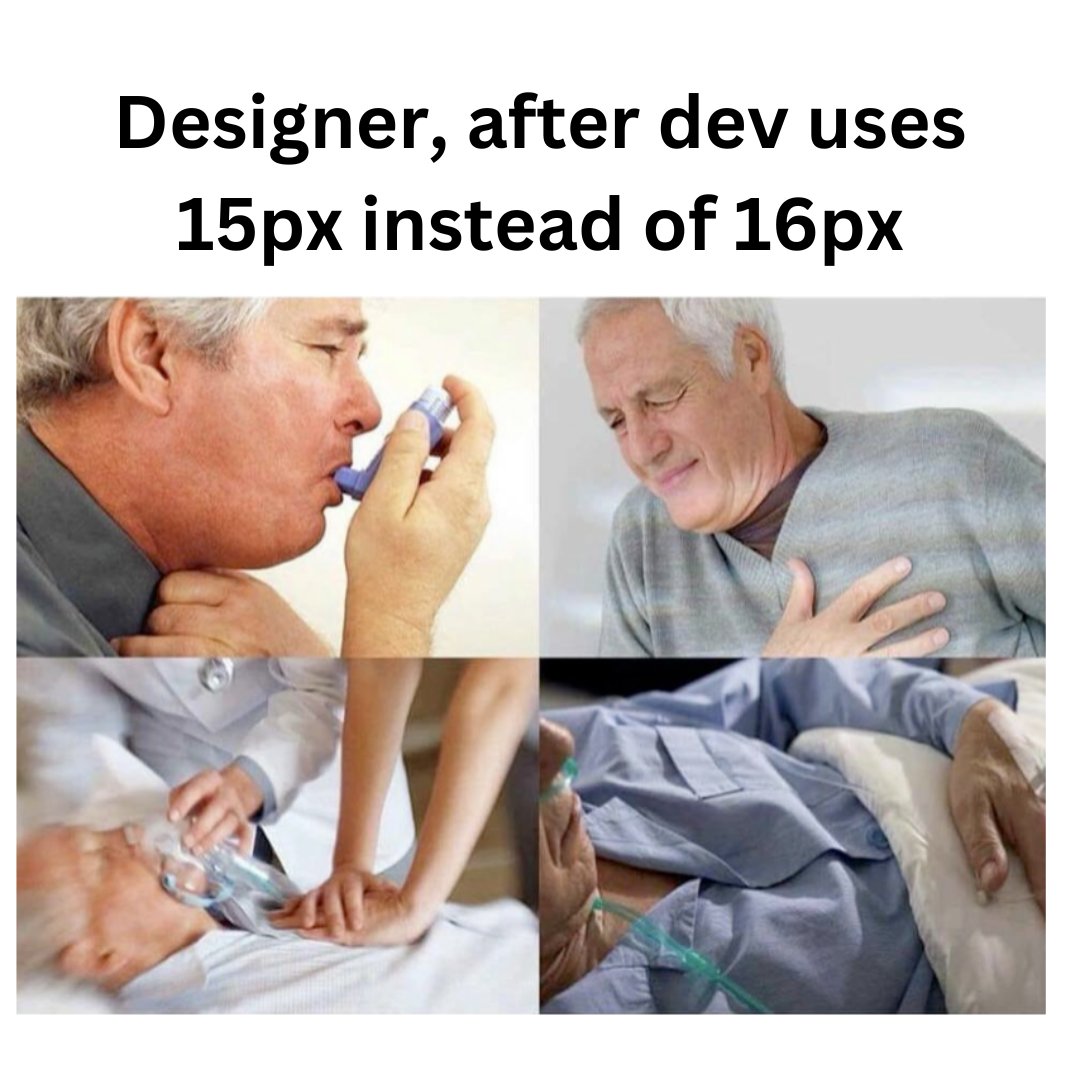 Designer, after dev uses
15px instead of 16px